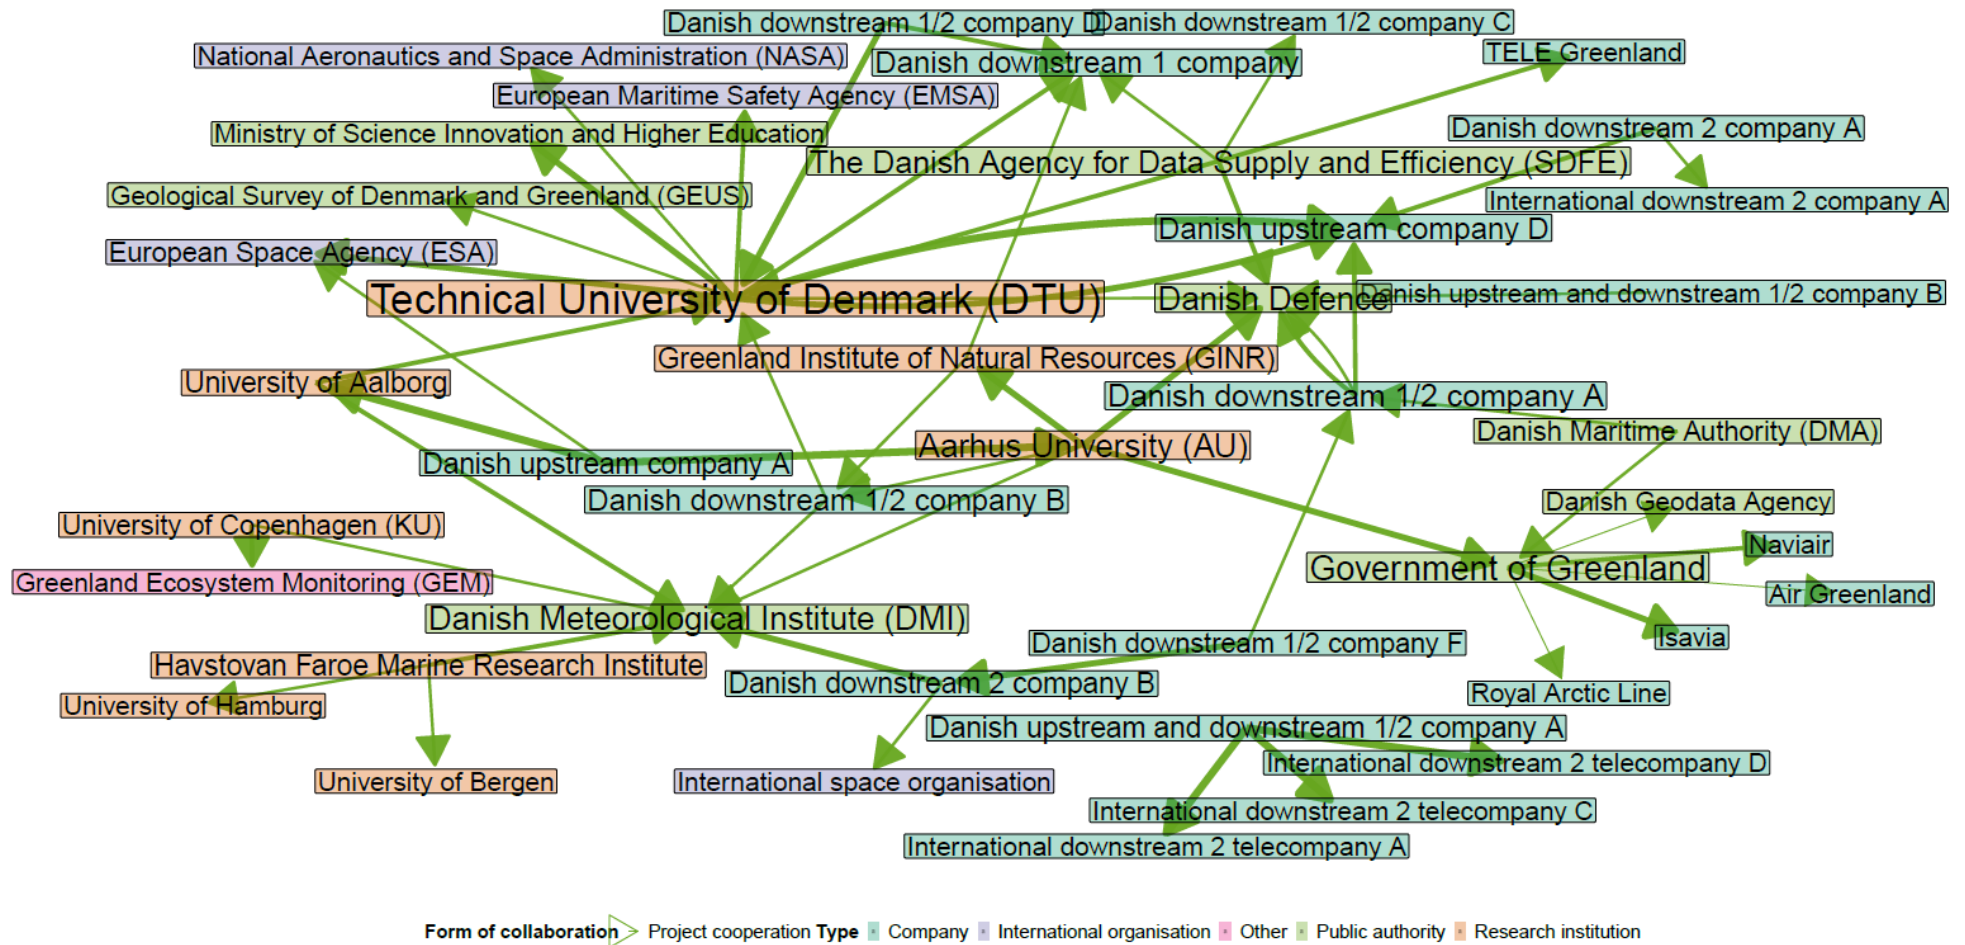 Danish downstream 1/2 company D
Danish downstream 1/2 company C
National Aeronautics and Space Administration (NASA)
Danish downstream 1 company
TELE Greenland
European Maritime Safety Agency (EMSA)
Ministry of Science Innovation and Higher Education
Danish downstream 2 company A
The Danish Agency for Data Supply and Efficiency (SDFE)
Geological Survey of Denmark and Greenland (GEUS)
International downstream 2 company A
Danish upstream company D
European Space Agency (ESA)
Technical University of Denmark (DTU)
Danish Defence
Danish upstream and downstream 1/2 company B
Greenland Institute of Natural Resources (GINR)
University of Aalborg
Danish downstream 1/2 company A
Danish Maritime Authority (DMA)
Aarhus University (AU)
Danish upstream company A
Danish downstream 1/2 company B
Danish Geodata Agency
University of Copenhagen (KU)
Naviair
Government of Greenland
Greenland Ecosystem Monitoring (GEM)
Air Greenland
Danish Meteorological Institute (DMI)
Isavia
Danish downstream 1/2 company F
Havstovan Faroe Marine Research Institute
Danish downstream 2 company B
Royal Arctic Line
University of Hamburg
Danish upstream and downstream 1/2 company A
International downstream 2 telecompany D
University of Bergen
International space organisation
International downstream 2 telecompany C
International downstream 2 telecompany A
Form of collaboration Project cooperation Type Company International organisation Other Public authority Research institution